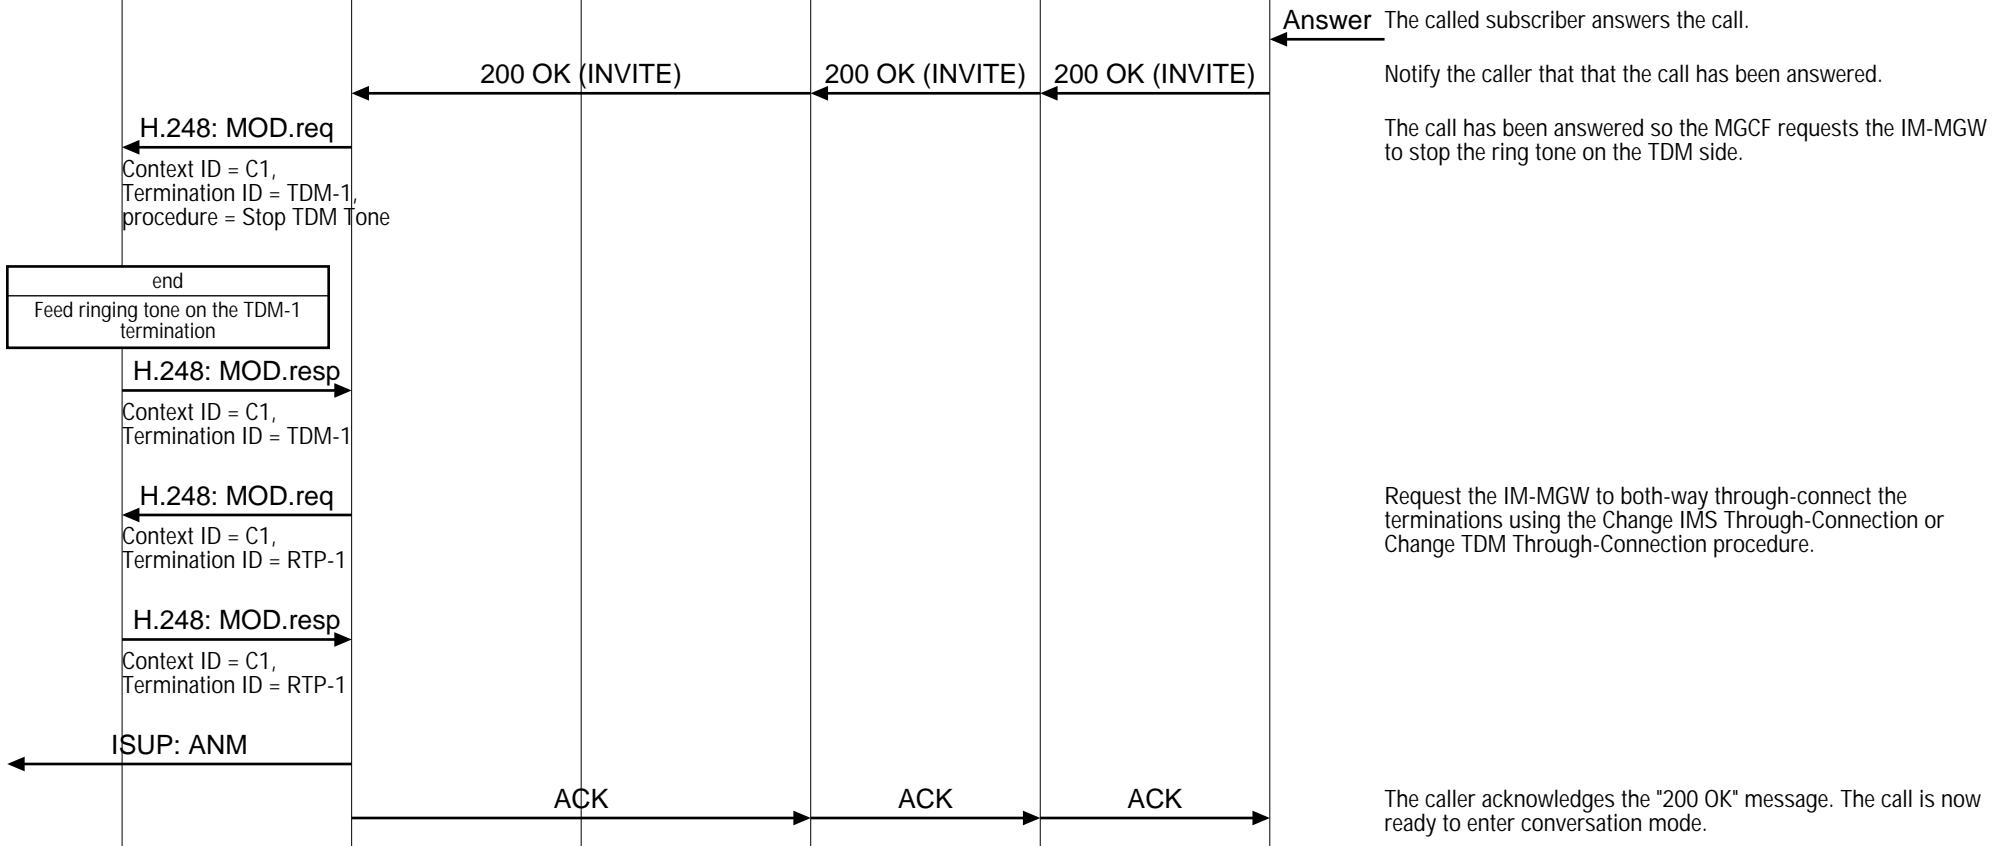 Answer
The called subscriber answers the call.
200 OK (INVITE)
200 OK (INVITE)
200 OK (INVITE)
Notify the caller that that the call has been answered.
H.248: MOD.req
The call has been answered so the MGCF requests the IM-MGW
to stop the ring tone on the TDM side.
Context ID = C1,
Termination ID = TDM-1,
procedure = Stop TDM Tone
end
Feed ringing tone on the TDM-1
termination
H.248: MOD.resp
Context ID = C1,
Termination ID = TDM-1
H.248: MOD.req
Request the IM-MGW to both-way through-connect the
terminations using the Change IMS Through-Connection or
Change TDM Through-Connection procedure.
Context ID = C1,
Termination ID = RTP-1
H.248: MOD.resp
Context ID = C1,
Termination ID = RTP-1
ISUP: ANM
ACK
ACK
ACK
The caller acknowledges the "200 OK" message. The call is now
ready to enter conversation mode.